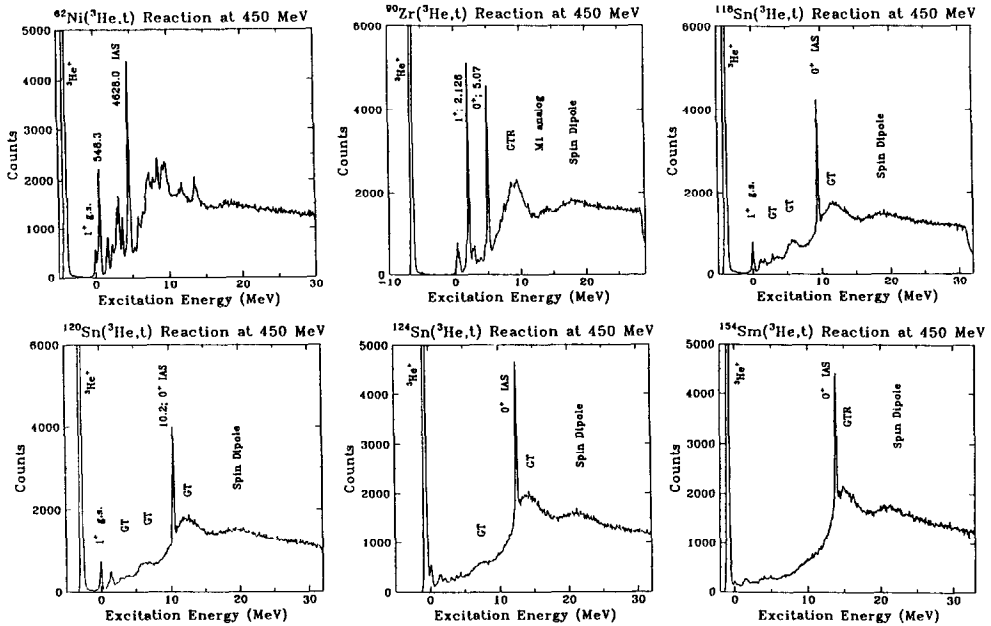 ⁶²Ni(³He,t) Reaction at 450 MeV
5000
4000
3000
2000
1000
0
Counts
³He⁺
1⁺ g.s.
548.3
4628.0 IAS
0 10 20 30
Excitation Energy (MeV)
⁹⁰Zr(³He,t) Reaction at 450 MeV
6000
4000
2000
0
Counts
³He⁺
1⁺; 2.126
0⁺; 5.07
GTR
M1 analog
Spin Dipole
-10 0 10 20
Excitation Energy (MeV)
¹¹⁸Sn(³He,t) Reaction at 450 MeV
6000
4000
2000
0
Counts
³He⁺
1⁺ g.s.
GT
GT
0⁺ IAS
GT
Spin Dipole
0 10 20 30
Excitation Energy (MeV)
¹²⁰Sn(³He,t) Reaction at 450 MeV
6000
4000
2000
0
Counts
³He⁺
1⁺ g.s.
GT
GT
10.2; 0⁺ IAS
GT
Spin Dipole
0 10 20 30
Excitation Energy (MeV)
¹²⁴Sn(³He,t) Reaction at 450 MeV
5000
4000
3000
2000
1000
0
Counts
³He⁺
GT
0⁺ IAS
GT
Spin Dipole
0 10 20 30
Excitation Energy (MeV)
¹⁵⁴Sm(³He,t) Reaction at 450 MeV
5000
4000
3000
2000
1000
0
Counts
³He⁺
0⁺ IAS
GTR
Spin Dipole
0 10 20 30
Excitation Energy (MeV)